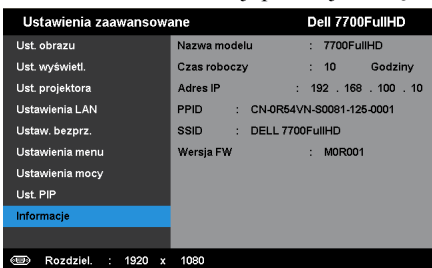 Ustawienia zaawansowane Dell 7700FullHD
Ust. obrazu
Ust. wyświetl.
Ust. projektora
Ustawienia LAN
Ustaw. bezprz.
Ustawienia menu
Ustawienia mocy
Ust. PIP
Informacje
Nazwa modelu : 7700FullHD
Czas roboczy : 10 Godziny
Adres IP : 192 . 168 . 100 . 10
PPID : CN-0R54VN-S0081-125-0001
SSID : DELL 7700FullHD
Wersja FW : M0R001
Rozdziel. : 1920 x 1080